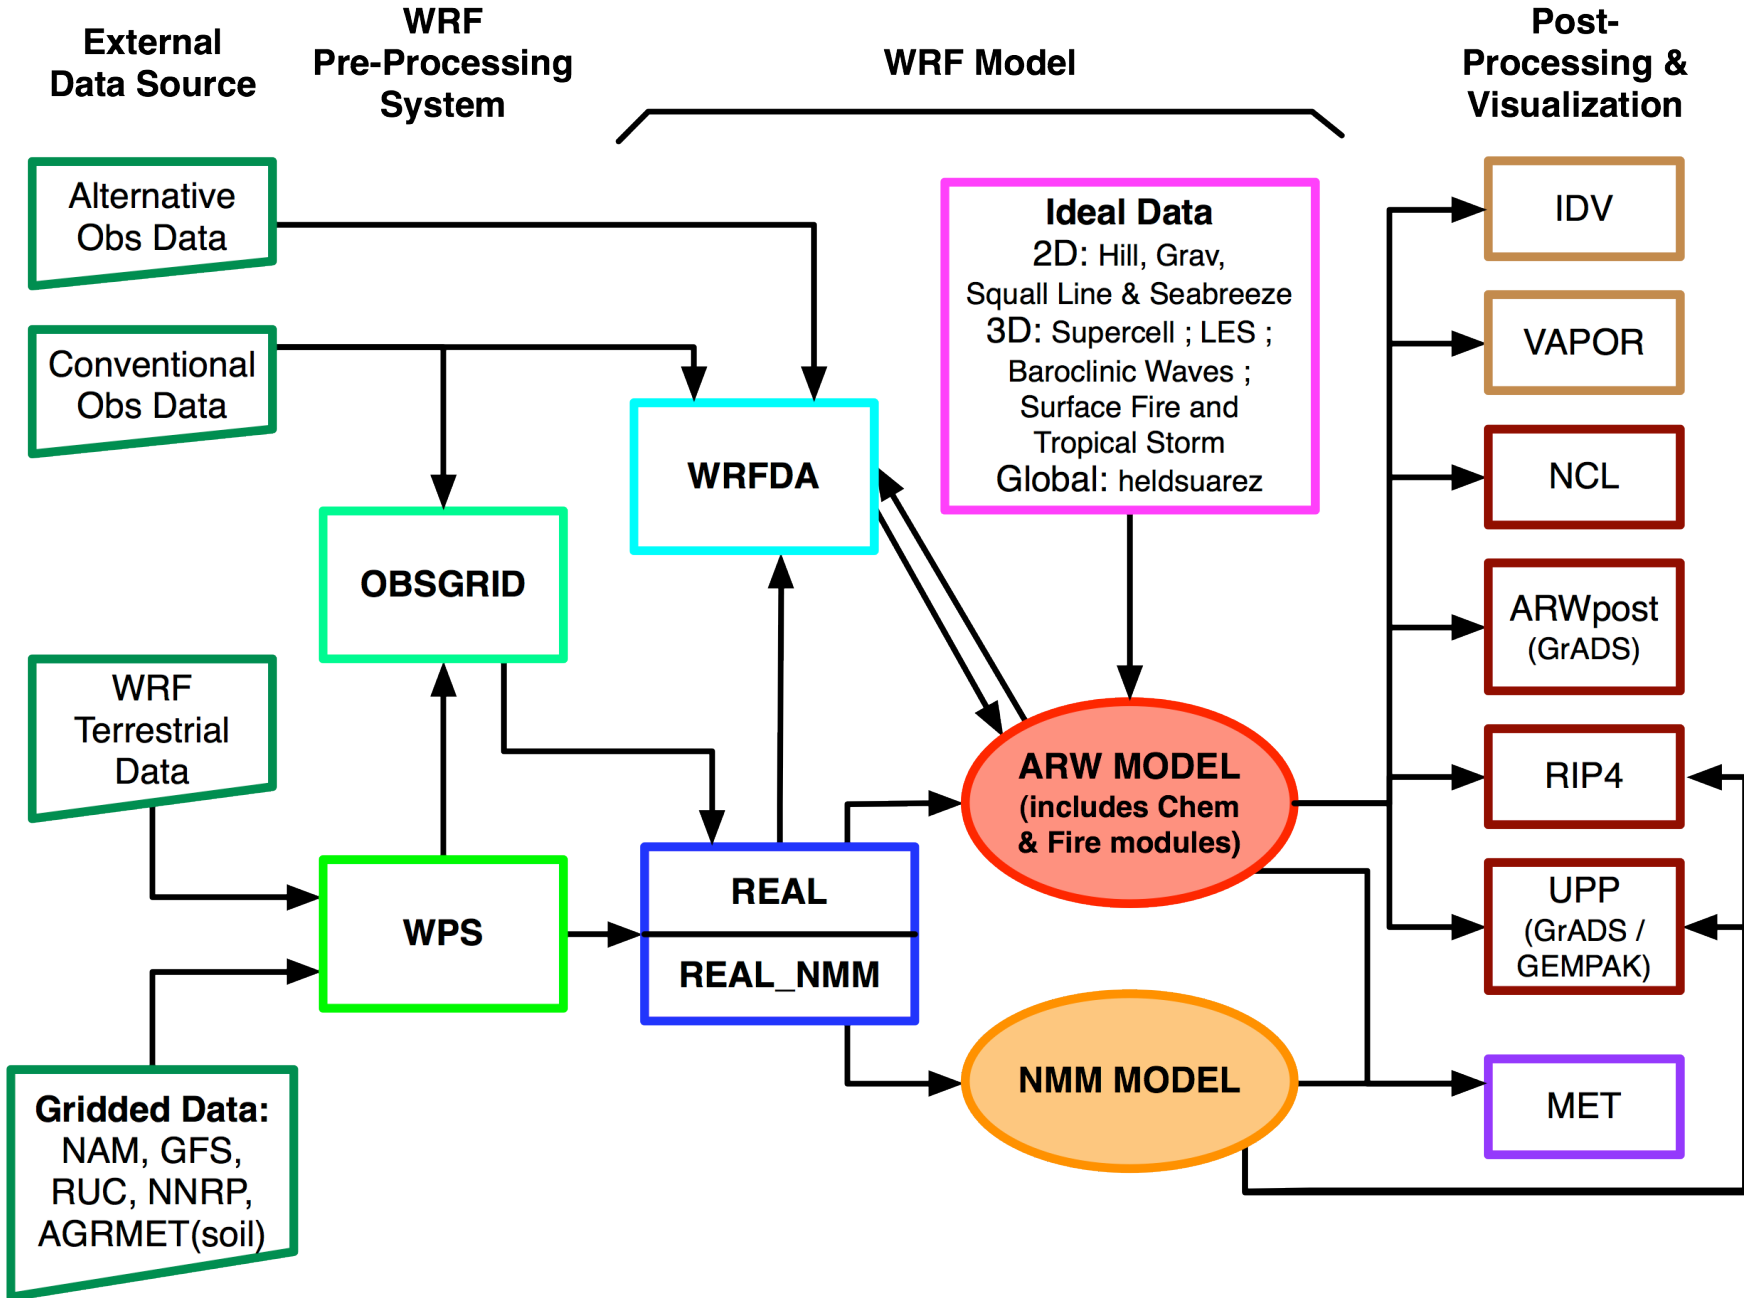 External
Data Source
WRF
Pre-Processing
System
WRF Model
Post-
Processing &
Visualization
Alternative
Obs Data
Conventional
Obs Data
WRF
Terrestrial
Data
Gridded Data:
NAM, GFS,
RUC, NNRP,
AGRMET(soil)
OBSGRID
WPS
WRFDA
REAL
REAL_NMM
Ideal Data
2D: Hill, Grav,
Squall Line & Seabreeze
3D: Supercell ; LES ;
Baroclinic Waves ;
Surface Fire and
Tropical Storm
Global: heldsuarez
ARW MODEL
(includes Chem
& Fire modules)
NMM MODEL
IDV
VAPOR
NCL
ARWpost
(GrADS)
RIP4
UPP
(GrADS /
GEMPAK)
MET